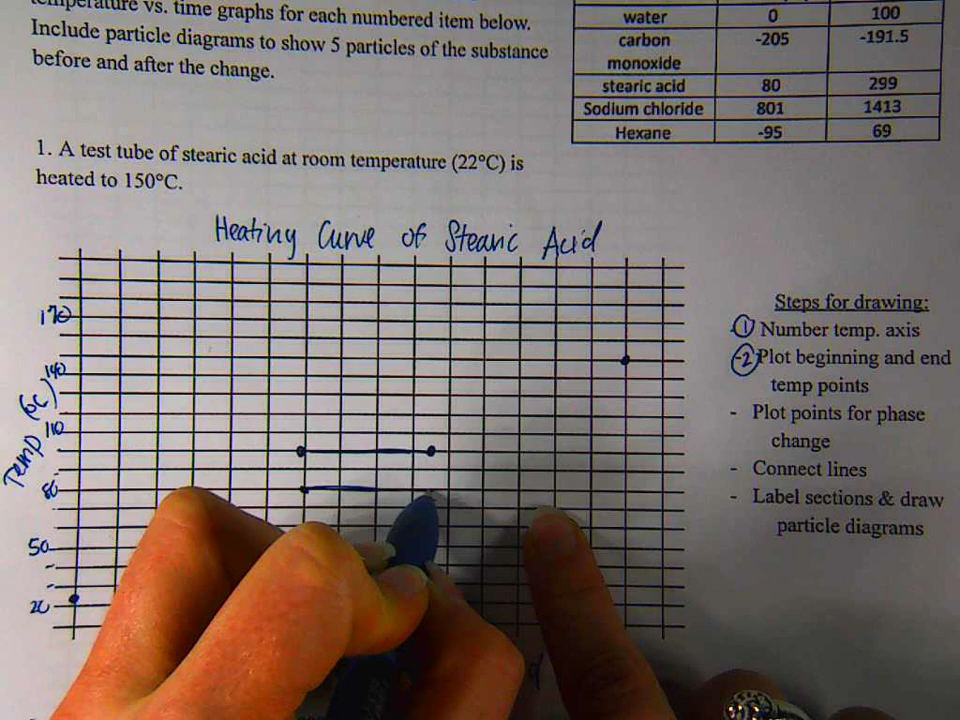 temperature vs. time graphs for each numbered item below.
Include particle diagrams to show 5 particles of the substance
before and after the change.
water 0 100
carbon monoxide -205 -191.5
stearic acid 80 299
Sodium chloride 801 1413
Hexane -95 69
1. A test tube of stearic acid at room temperature (22°C) is
heated to 150°C.
Heating Curve of Stearic Acid
Temp (°C)
170
140
110
80
50
20
Steps for drawing:
1 Number temp. axis
2 Plot beginning and end
temp points
- Plot points for phase
change
- Connect lines
- Label sections & draw
particle diagrams